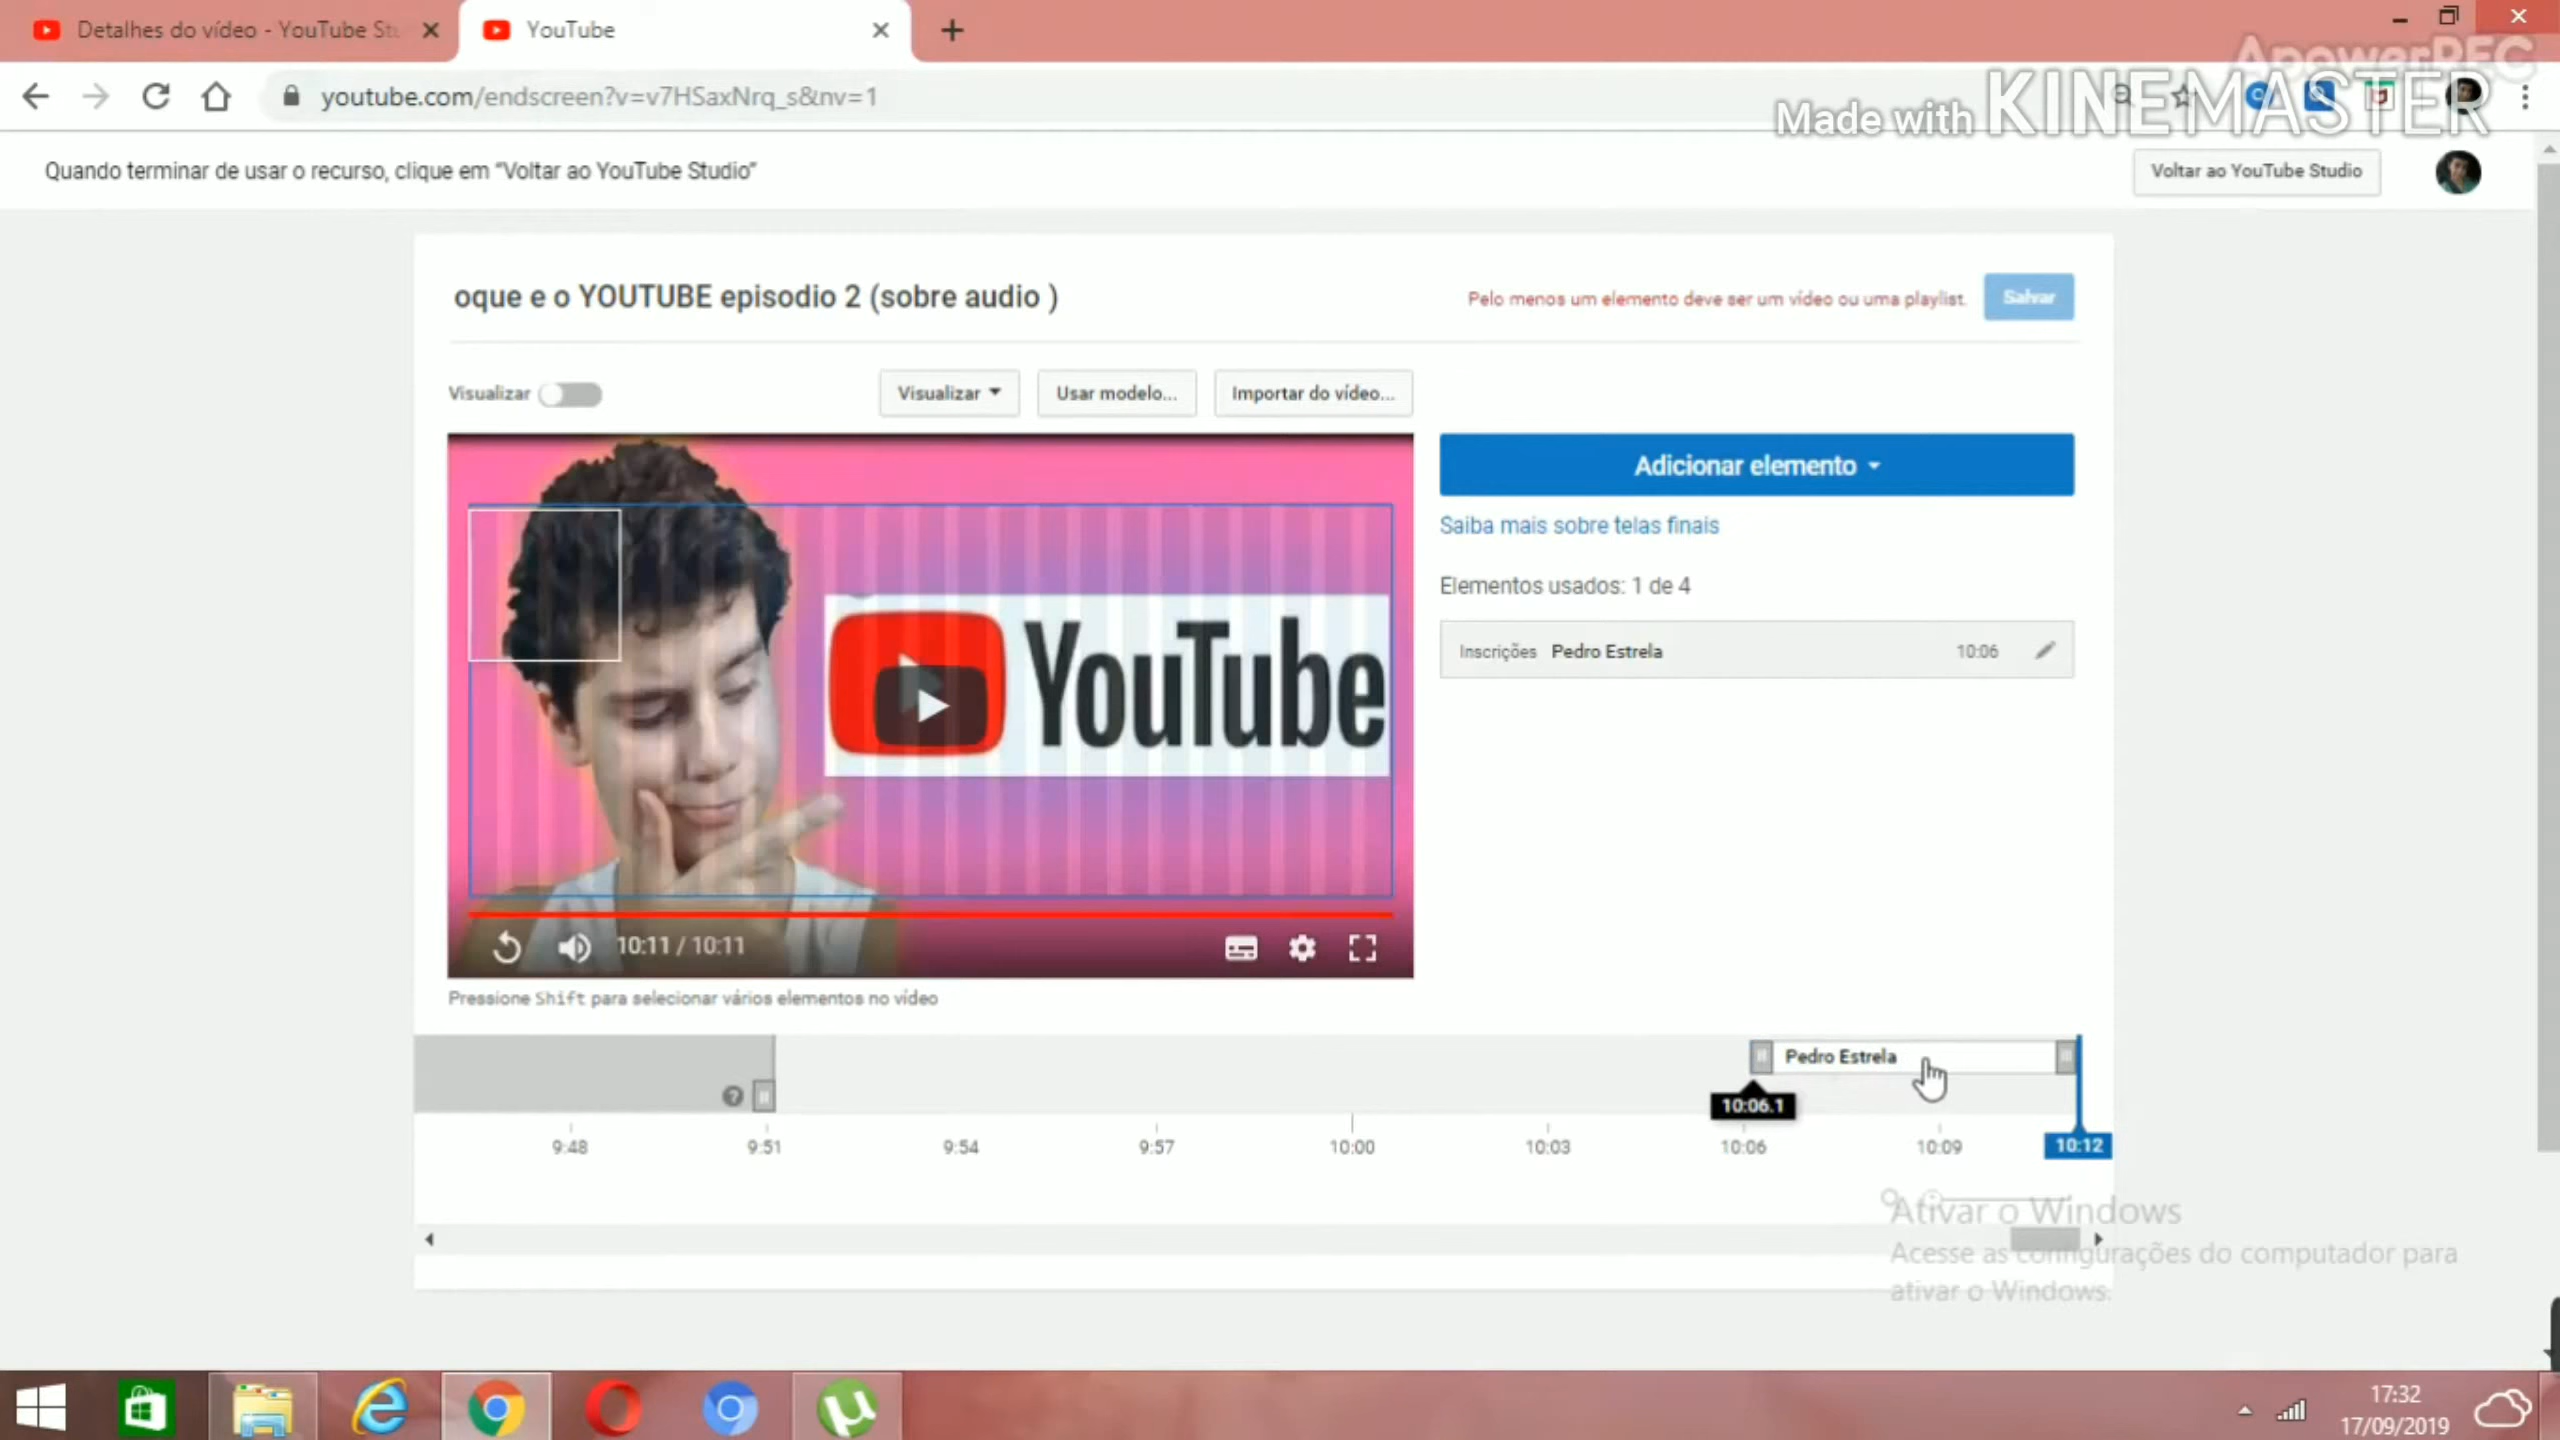 Detalhes do vídeo - YouTube Stu
YouTube
ApowerREC
youtube.com/endscreen?v=v7HSaxNrq_s&nv=1
Made with KINEMASTER
Quando terminar de usar o recurso, clique em “Voltar ao YouTube Studio”
Voltar ao YouTube Studio
oque e o YOUTUBE episodio 2 (sobre audio )
Pelo menos um elemento deve ser um vídeo ou uma playlist.
Salvar
Visualizar
Visualizar
Usar modelo...
Importar do vídeo...
Adicionar elemento
Saiba mais sobre telas finais
Elementos usados: 1 de 4
Inscrições Pedro Estrela 10:06
YouTube
10:11 / 10:11
Pressione Shift para selecionar vários elementos no vídeo
Pedro Estrela
?
10:06.1
9:48 9:51 9:54 9:57 10:00 10:03 10:06 10:09 10:12
Ativar o Windows
Acesse as configurações do computador para
ativar o Windows.
17:32
17/09/2019